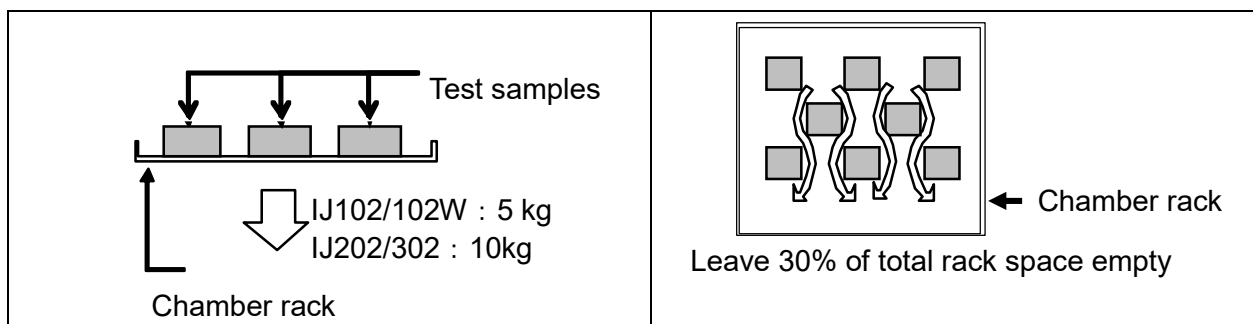 Test samples
IJ102/102W：5 kg
IJ202/302：10kg
Chamber rack
Chamber rack
Leave 30% of total rack space empty